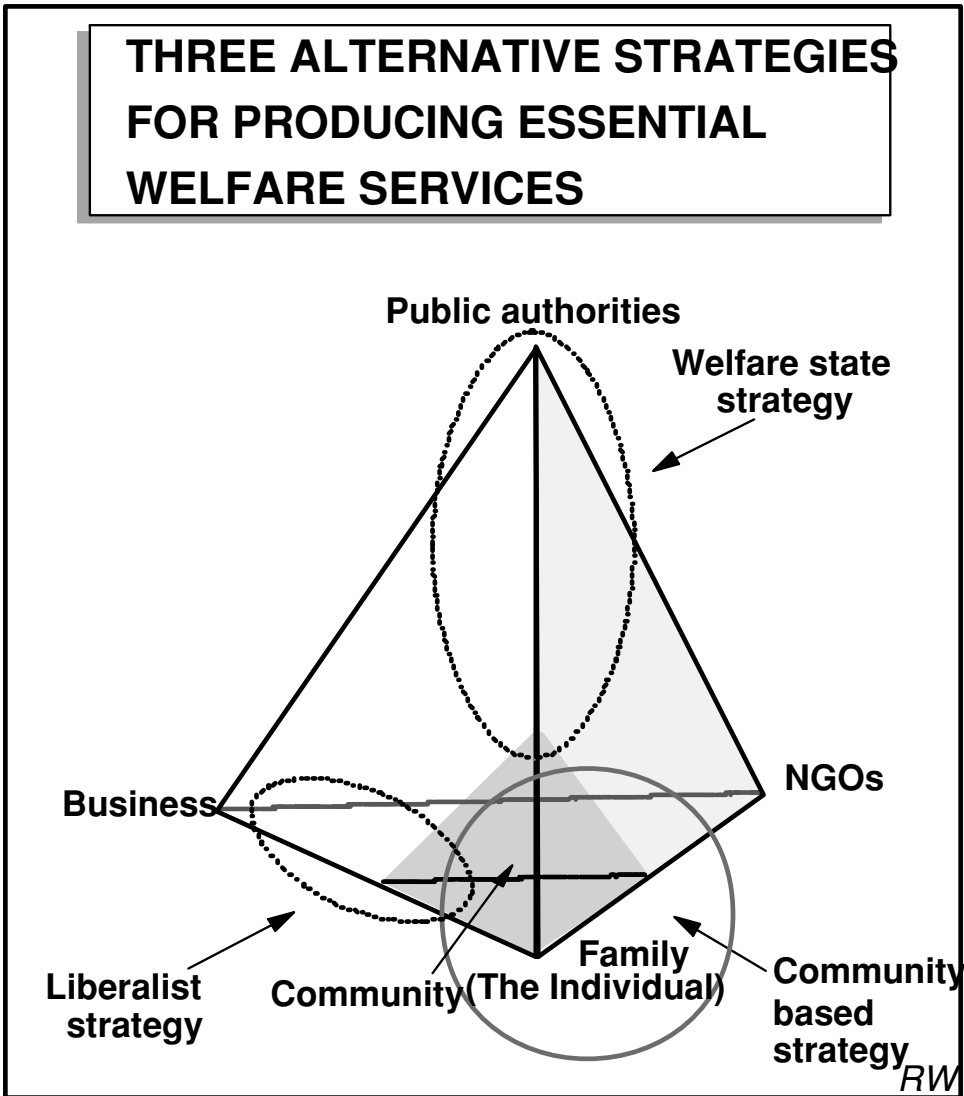 THREE ALTERNATIVE STRATEGIES
FOR PRODUCING ESSENTIAL
WELFARE SERVICES
Public authorities
Welfare state
strategy
NGOs
Business
Family
(The Individual)
Community
Liberalist
strategy
Community
based
strategy
RW